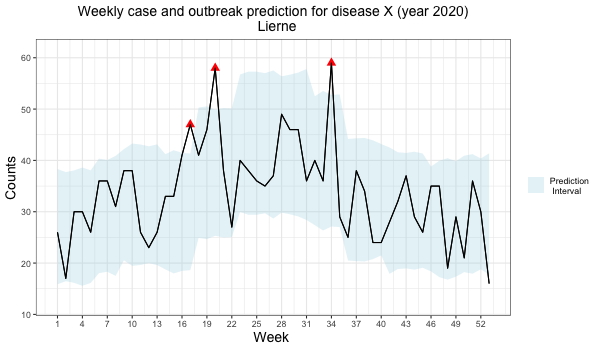 Weekly case and outbreak prediction for disease X (year 2020)
Lierne
60
50
40
30
20
10
Counts
1 4 7 10 13 16 19 22 25 28 31 34 37 40 43 46 49 52
Week
Prediction
Interval